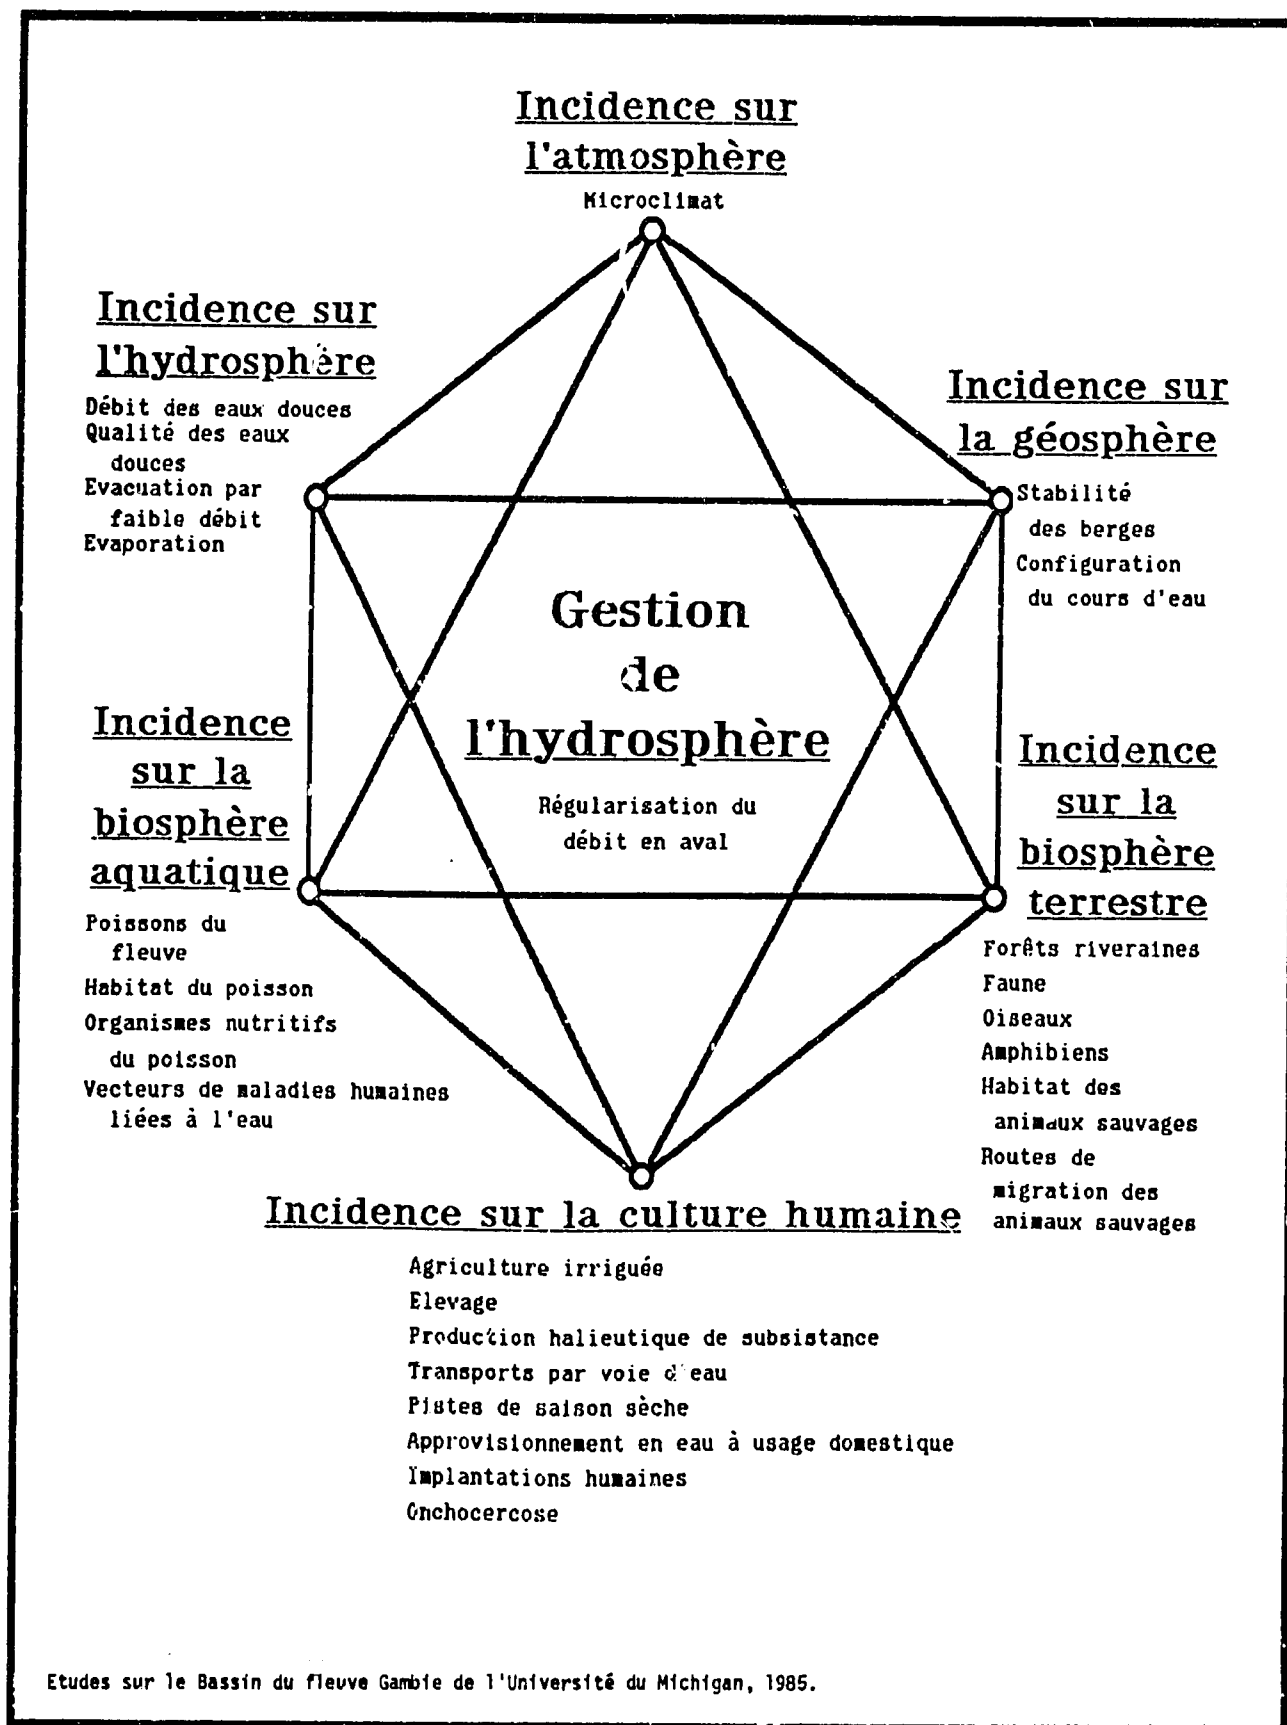 Incidence sur
l'atmosphère
Microclimat
Incidence sur
l'hydrosphère
Débit des eaux douces
Qualité des eaux
douces
Evacuation par
faible débit
Evaporation
Incidence sur
la géosphère
Stabilité
des berges
Configuration
du cours d'eau
Gestion
de
l'hydrosphère
Régularisation du
débit en aval
Incidence
sur la
biosphère
aquatique
Poissons du
fleuve
Habitat du poisson
Organismes nutritifs
du poisson
Vecteurs de maladies humaines
liées à l'eau
Incidence
sur la
biosphère
terrestre
Forêts riveraines
Faune
Oiseaux
Amphibiens
Habitat des
animaux sauvages
Routes de
migration des
animaux sauvages
Incidence sur la culture humaine
Agriculture irriguée
Elevage
Production halieutique de subsistance
Transports par voie d'eau
Pistes de saison sèche
Approvisionnement en eau à usage domestique
Implantations humaines
Onchocercose
Etudes sur le Bassin du fleuve Gambie de l'Université du Michigan, 1985.